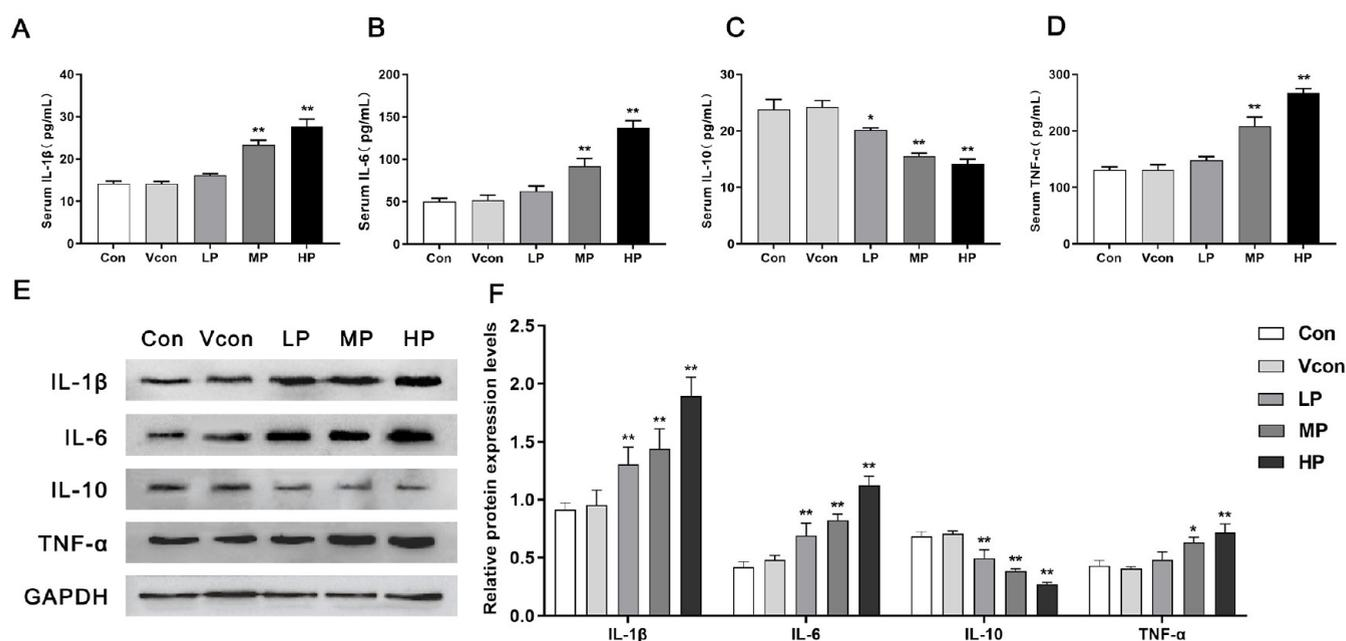 A
Serum IL-1β( pg/mL)
40
30
20
10
0
** **
Con Vcon LP MP HP
B
Serum IL-6( pg/mL)
200
150
100
50
0
** **
Con Vcon LP MP HP
C
Serum IL-10( pg/mL)
30
20
10
0
* ** **
Con Vcon LP MP HP
D
Serum TNF-α( pg/mL)
300
200
100
0
** **
Con Vcon LP MP HP
E
Con Vcon LP MP HP
IL-1β
IL-6
IL-10
TNF-α
GAPDH
F
Relative protein expression levels
2.5
2.0
1.5
1.0
0.5
0.0
** ** **
** ** **
** ** **
* **
IL-1β IL-6 IL-10 TNF-α
Con
Vcon
LP
MP
HP